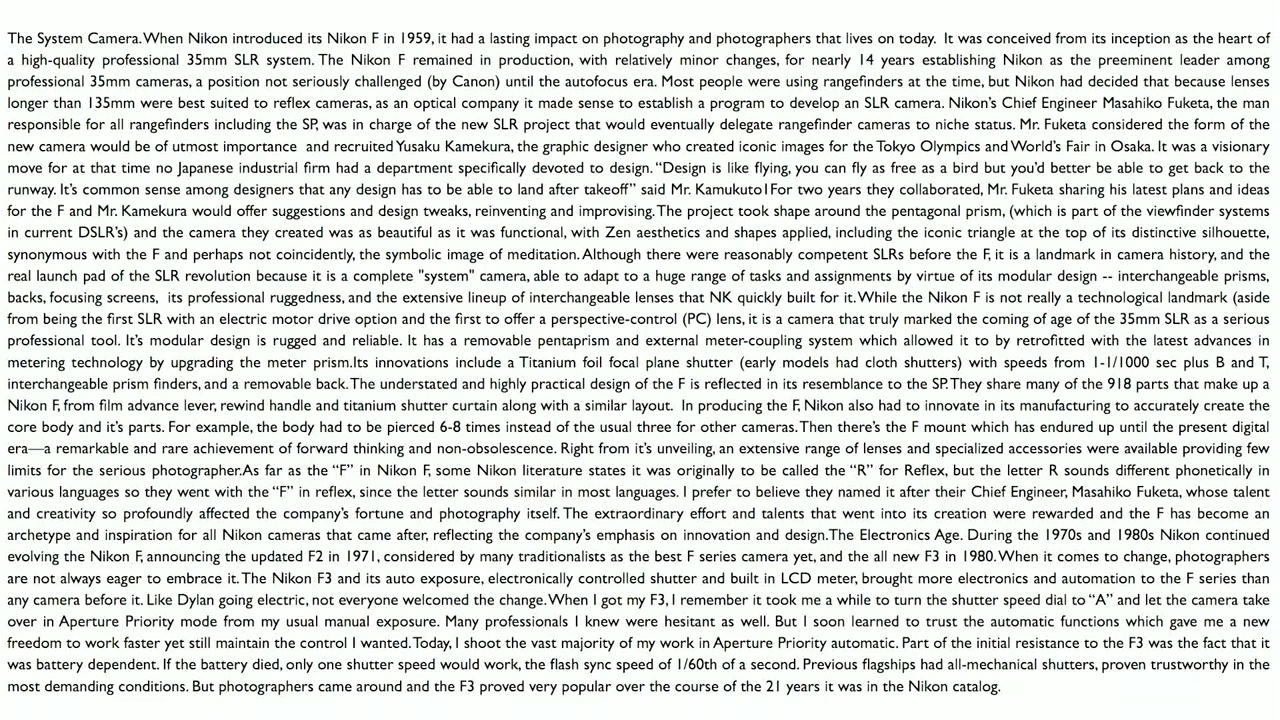 The System Camera.When Nikon introduced its Nikon F in 1959, it had a lasting impact on photography and photographers that lives on today.  It was conceived from its inception as the heart of
a high-quality professional 35mm SLR system. The Nikon F remained in production, with relatively minor changes, for nearly 14 years establishing Nikon as the preeminent leader among
professional 35mm cameras, a position not seriously challenged (by Canon) until the autofocus era. Most people were using rangefinders at the time, but Nikon had decided that because lenses
longer than 135mm were best suited to reflex cameras, as an optical company it made sense to establish a program to develop an SLR camera. Nikon’s Chief Engineer Masahiko Fuketa, the man
responsible for all rangefinders including the SP, was in charge of the new SLR project that would eventually delegate rangefinder cameras to niche status. Mr. Fuketa considered the form of the
new camera would be of utmost importance  and recruited Yusaku Kamekura, the graphic designer who created iconic images for the Tokyo Olympics and World’s Fair in Osaka. It was a visionary
move for at that time no Japanese industrial firm had a department specifically devoted to design. “Design is like flying, you can fly as free as a bird but you’d better be able to get back to the
runway. It’s common sense among designers that any design has to be able to land after takeoff” said Mr. Kamukuto1For two years they collaborated, Mr. Fuketa sharing his latest plans and ideas
for the F and Mr. Kamekura would offer suggestions and design tweaks, reinventing and improvising. The project took shape around the pentagonal prism, (which is part of the viewfinder systems
in current DSLR’s) and the camera they created was as beautiful as it was functional, with Zen aesthetics and shapes applied, including the iconic triangle at the top of its distinctive silhouette,
synonymous with the F and perhaps not coincidently, the symbolic image of meditation. Although there were reasonably competent SLRs before the F, it is a landmark in camera history, and the
real launch pad of the SLR revolution because it is a complete "system" camera, able to adapt to a huge range of tasks and assignments by virtue of its modular design -- interchangeable prisms,
backs, focusing screens,  its professional ruggedness, and the extensive lineup of interchangeable lenses that NK quickly built for it. While the Nikon F is not really a technological landmark (aside
from being the first SLR with an electric motor drive option and the first to offer a perspective-control (PC) lens, it is a camera that truly marked the coming of age of the 35mm SLR as a serious
professional tool. It’s modular design is rugged and reliable. It has a removable pentaprism and external meter-coupling system which allowed it to by retrofitted with the latest advances in
metering technology by upgrading the meter prism.Its innovations include a Titanium foil focal plane shutter (early models had cloth shutters) with speeds from 1-1/1000 sec plus B and T,
interchangeable prism finders, and a removable back. The understated and highly practical design of the F is reflected in its resemblance to the SP. They share many of the 918 parts that make up a
Nikon F, from film advance lever, rewind handle and titanium shutter curtain along with a similar layout.  In producing the F, Nikon also had to innovate in its manufacturing to accurately create the
core body and it’s parts. For example, the body had to be pierced 6-8 times instead of the usual three for other cameras. Then there’s the F mount which has endured up until the present digital
era—a remarkable and rare achievement of forward thinking and non-obsolescence. Right from it’s unveiling, an extensive range of lenses and specialized accessories were available providing few
limits for the serious photographer.As far as the “F” in Nikon F, some Nikon literature states it was originally to be called the “R” for Reflex, but the letter R sounds different phonetically in
various languages so they went with the “F” in reflex, since the letter sounds similar in most languages. I prefer to believe they named it after their Chief Engineer, Masahiko Fuketa, whose talent
and creativity so profoundly affected the company’s fortune and photography itself. The extraordinary effort and talents that went into its creation were rewarded and the F has become an
archetype and inspiration for all Nikon cameras that came after, reflecting the company’s emphasis on innovation and design.The Electronics Age. During the 1970s and 1980s Nikon continued
evolving the Nikon F, announcing the updated F2 in 1971, considered by many traditionalists as the best F series camera yet, and the all new F3 in 1980. When it comes to change, photographers
are not always eager to embrace it. The Nikon F3 and its auto exposure, electronically controlled shutter and built in LCD meter, brought more electronics and automation to the F series than
any camera before it. Like Dylan going electric, not everyone welcomed the change. When I got my F3, I remember it took me a while to turn the shutter speed dial to “A” and let the camera take
over in Aperture Priority mode from my usual manual exposure. Many professionals I knew were hesitant as well. But I soon learned to trust the automatic functions which gave me a new
freedom to work faster yet still maintain the control I wanted. Today, I shoot the vast majority of my work in Aperture Priority automatic. Part of the initial resistance to the F3 was the fact that it
was battery dependent. If the battery died, only one shutter speed would work, the flash sync speed of 1/60th of a second. Previous flagships had all-mechanical shutters, proven trustworthy in the
most demanding conditions. But photographers came around and the F3 proved very popular over the course of the 21 years it was in the Nikon catalog.